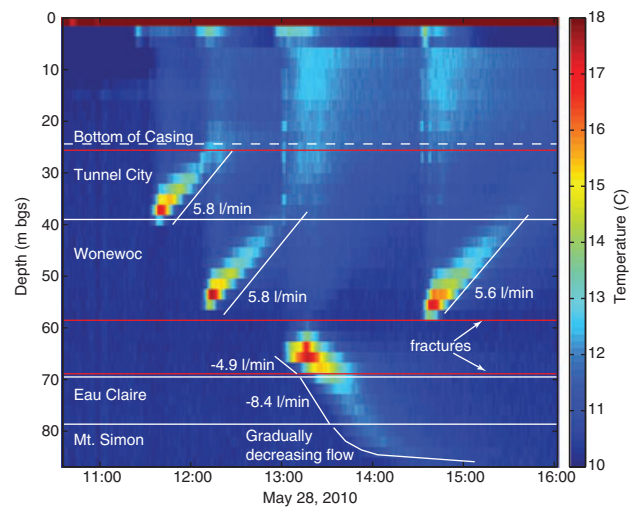 0
10
20
30
40
50
60
70
80
Depth (m bgs)
Bottom of Casing
Tunnel City
5.8 l/min
Wonewoc
5.8 l/min
5.6 l/min
fractures
-4.9 l/min
Eau Claire
-8.4 l/min
Mt. Simon
Gradually
decreasing flow
11:00 12:00 13:00 14:00 15:00 16:00
May 28, 2010
18
17
16
15
14
13
12
11
10
Temperature (C)